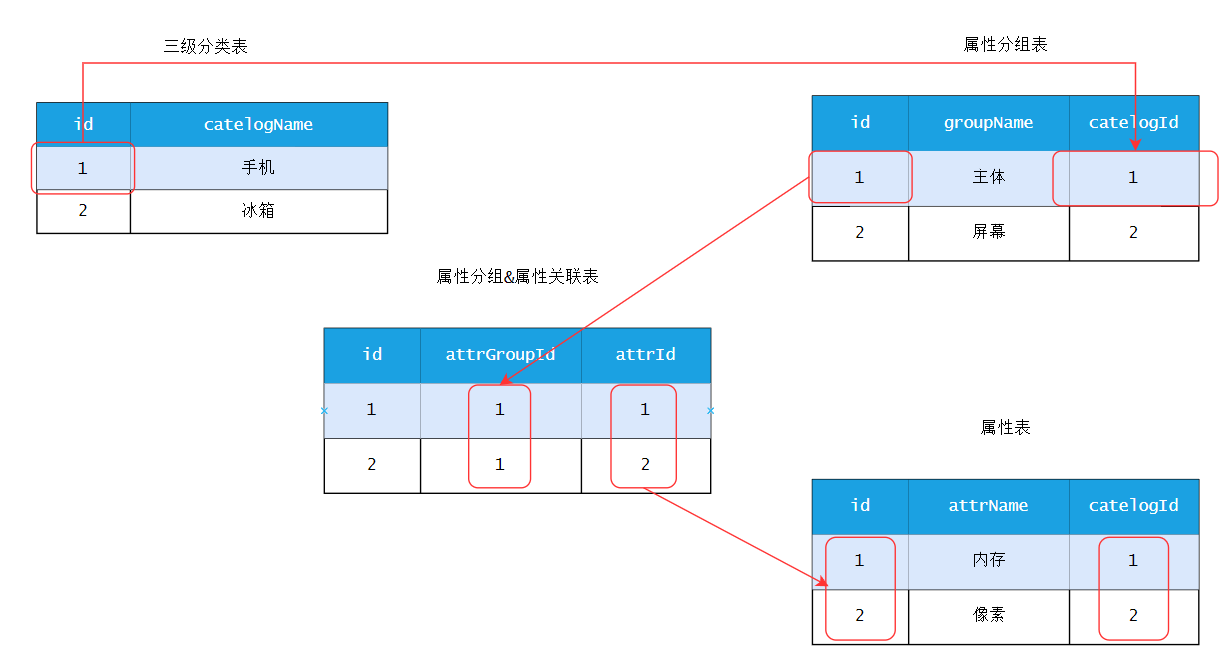 三级分类表
属性分组表
id catelogName
1 手机
2 冰箱
id groupName catelogId
1 主体 1
2 屏幕 2
属性分组&属性关联表
id attrGroupId attrId
1 1 1
2 1 2
属性表
id attrName catelogId
1 内存 1
2 像素 2